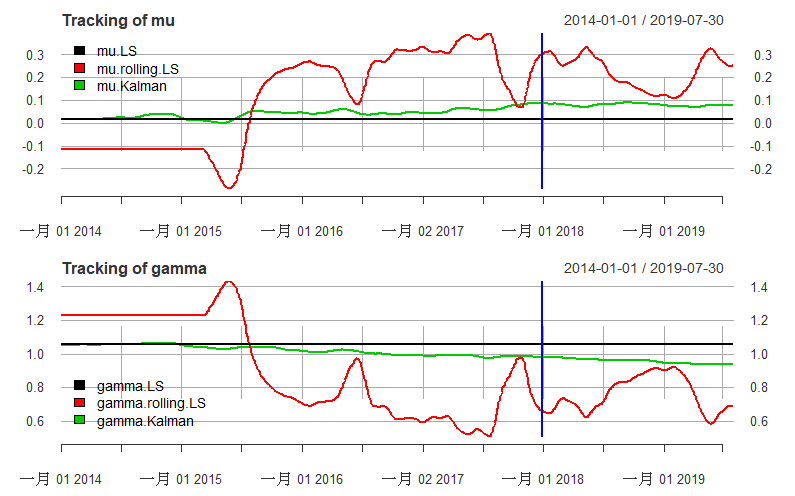 Tracking of mu 2014-01-01 / 2019-07-30
mu.LS
mu.rolling.LS
mu.Kalman
0.3 0.3
0.2 0.2
0.1 0.1
0.0 0.0
-0.1 -0.1
-0.2 -0.2
一月 01 2014 一月 01 2015 一月 01 2016 一月 02 2017 一月 01 2018 一月 01 2019
Tracking of gamma 2014-01-01 / 2019-07-30
1.4 1.4
1.2 1.2
1.0 1.0
0.8 0.8
0.6 0.6
gamma.LS
gamma.rolling.LS
gamma.Kalman
一月 01 2014 一月 01 2015 一月 01 2016 一月 02 2017 一月 01 2018 一月 01 2019